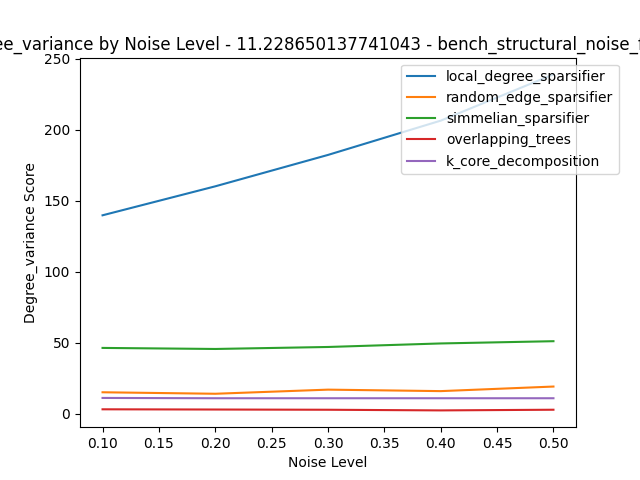 ee_variance by Noise Level - 11.228650137741043 - bench_structural_noise_f
250
200
150
100
50
0
Degree_variance Score
local_degree_sparsifier
random_edge_sparsifier
simmelian_sparsifier
overlapping_trees
k_core_decomposition
0.10 0.15 0.20 0.25 0.30 0.35 0.40 0.45 0.50
Noise Level